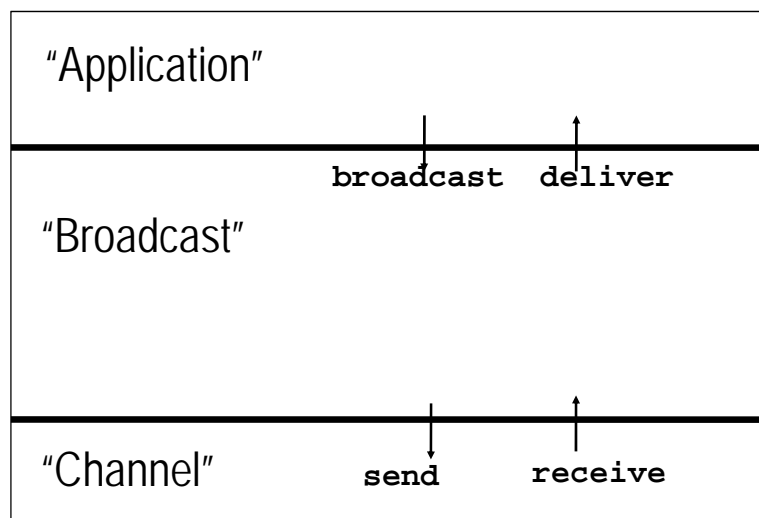 “Application”
broadcast deliver
“Broadcast”
“Channel”
send receive